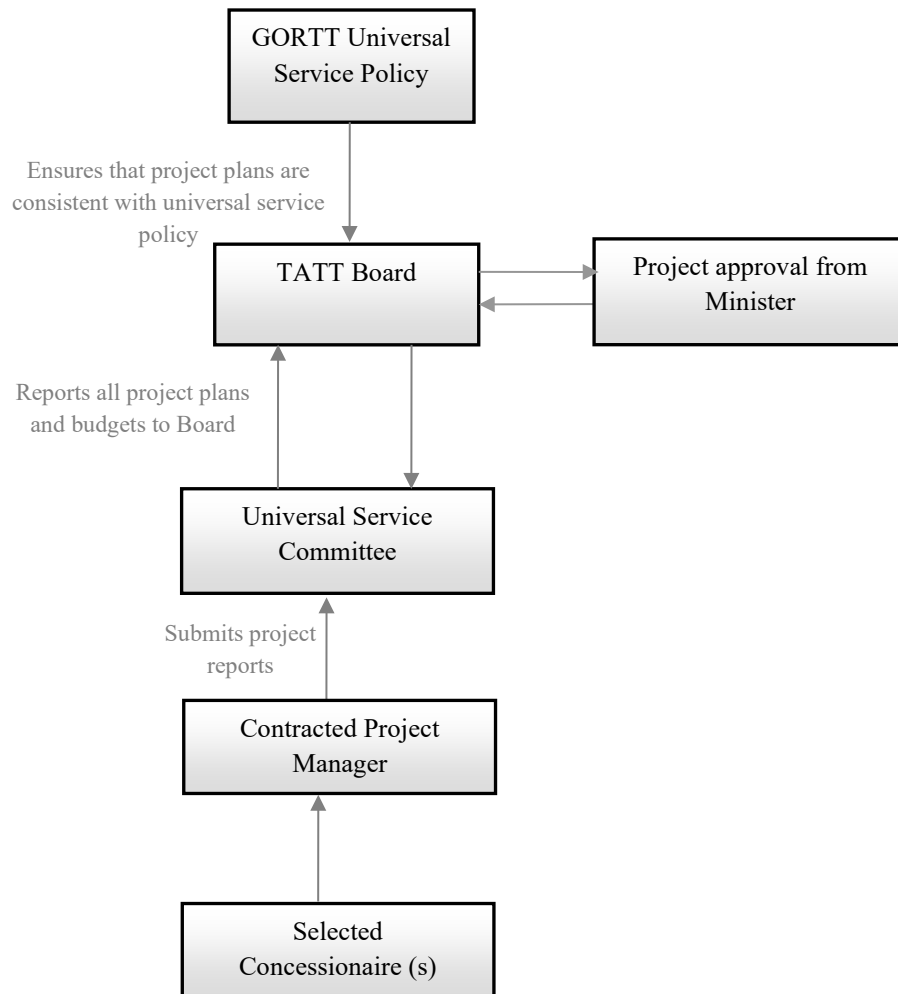 GORTT Universal
Service Policy
Ensures that project plans are
consistent with universal service
policy
TATT Board
Project approval from
Minister
Reports all project plans
and budgets to Board
Universal Service
Committee
Submits project
reports
Contracted Project
Manager
Selected
Concessionaire (s)